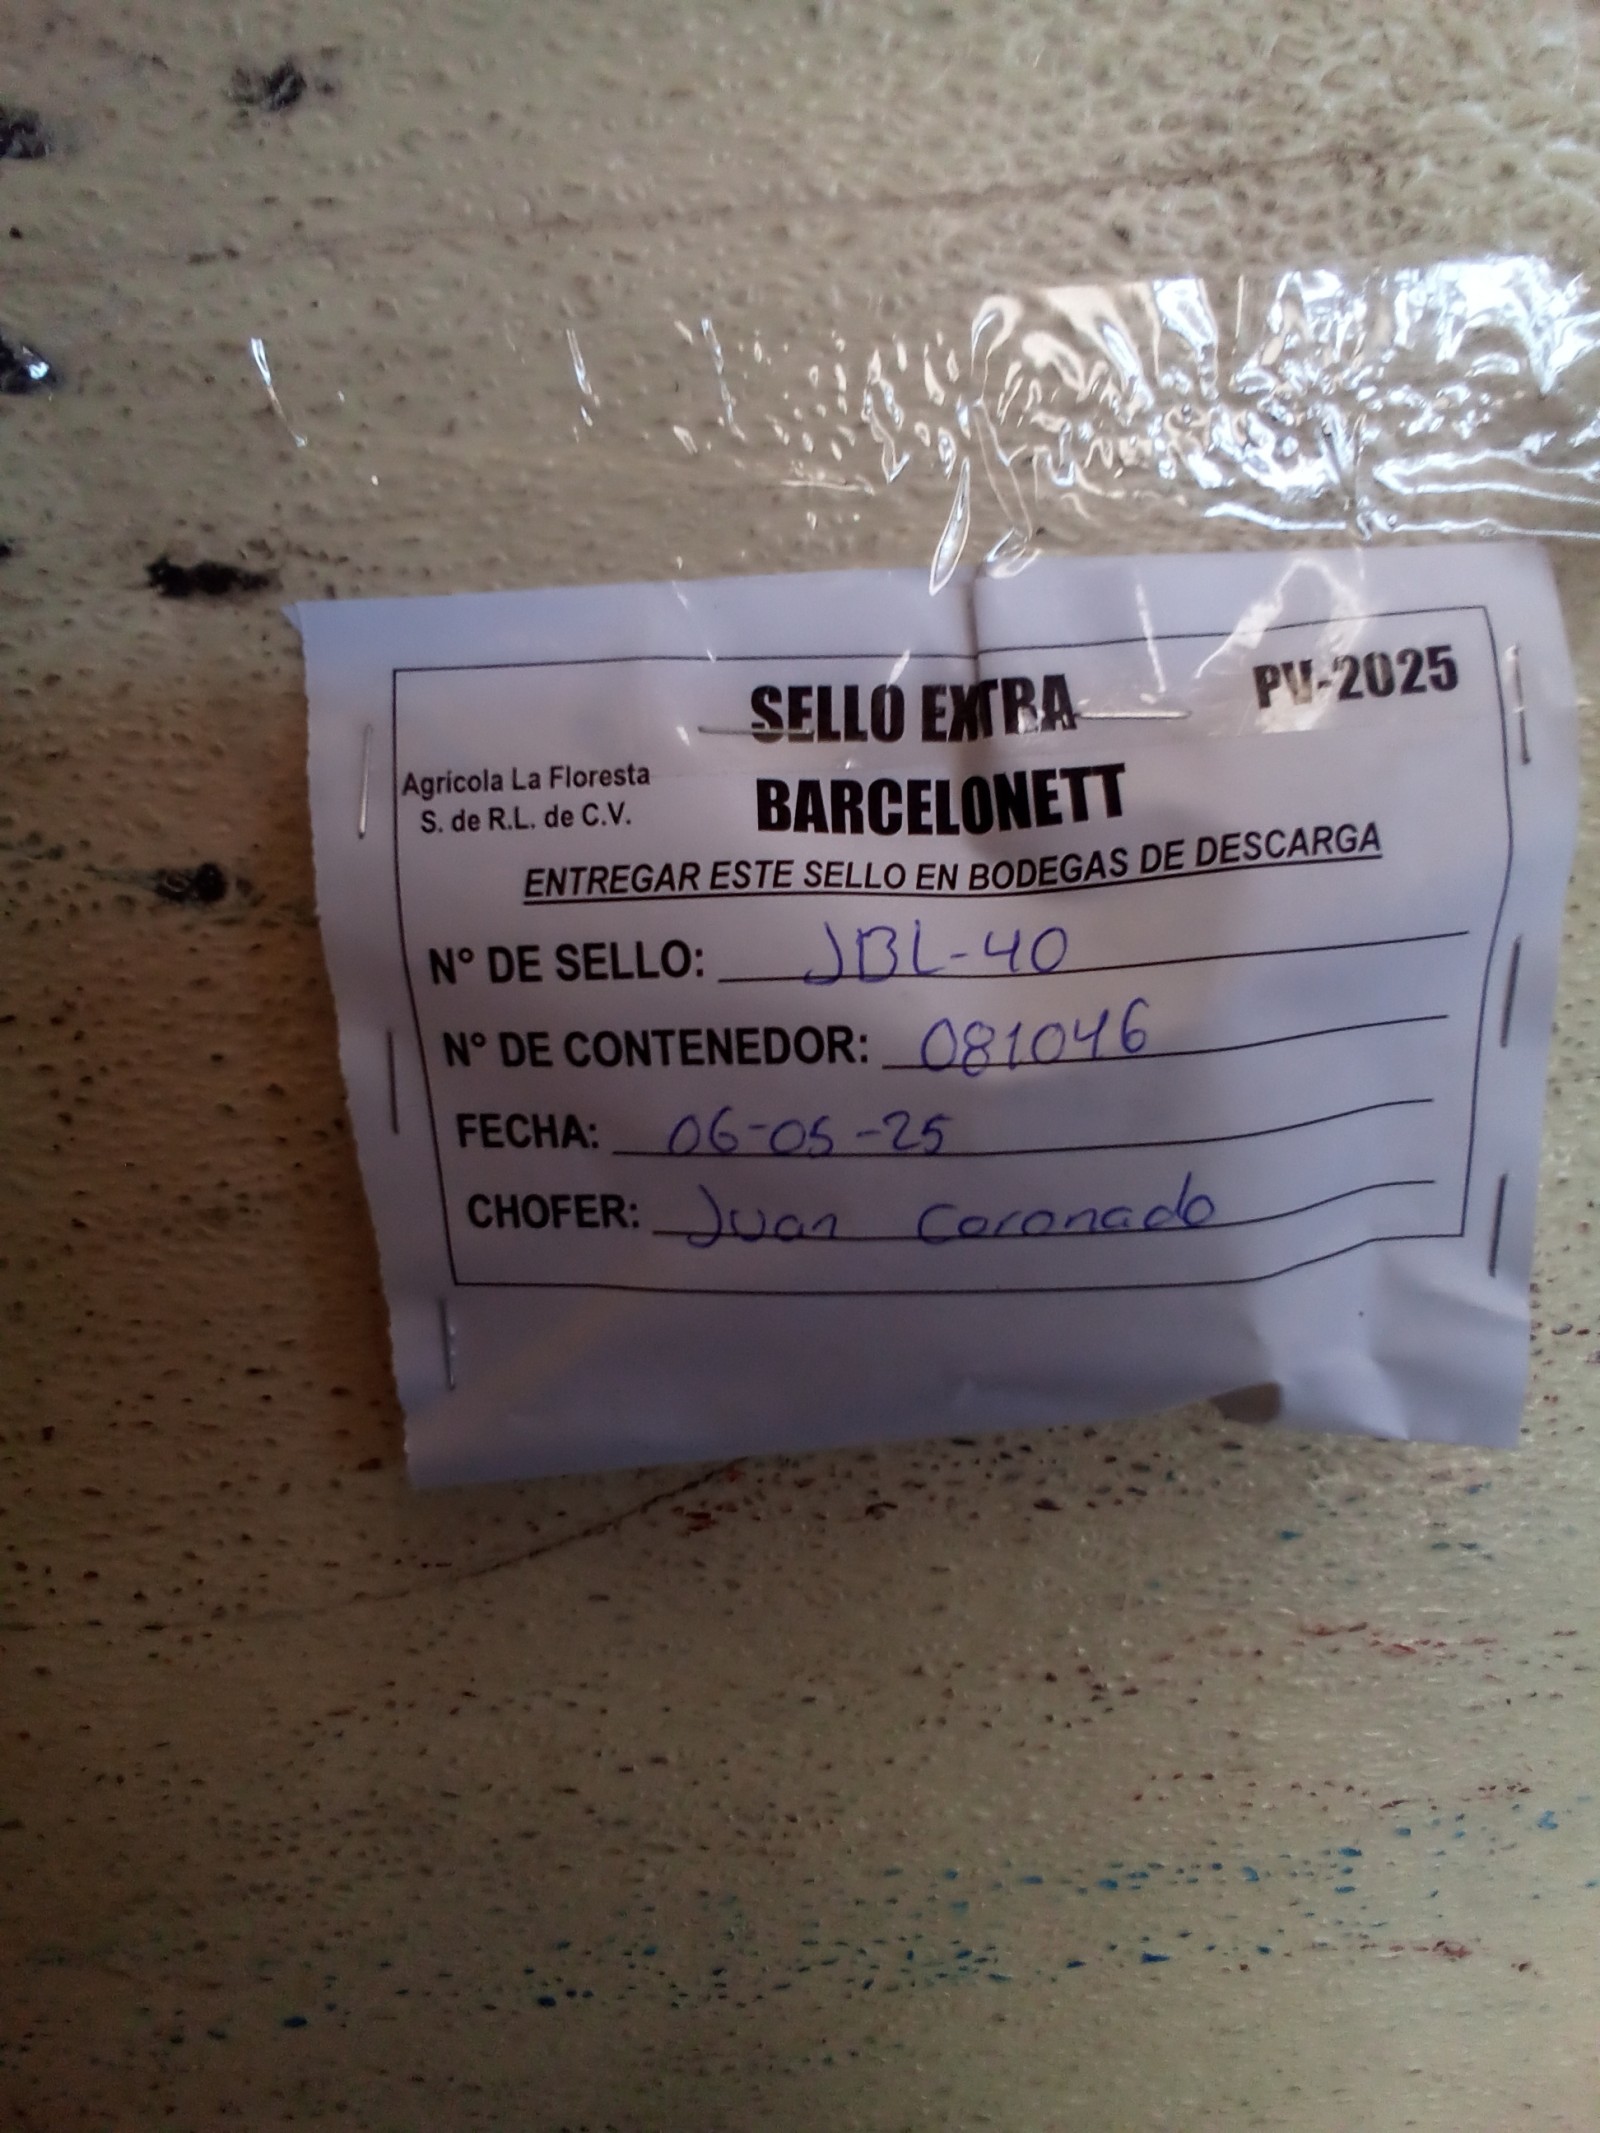 SELLO EXTRA PV-2025
Agrícola La Floresta
S. de R.L. de C.V.
BARCELONETT
ENTREGAR ESTE SELLO EN BODEGAS DE DESCARGA
N° DE SELLO: JBL-40
N° DE CONTENEDOR: 081046
FECHA: 06-05-25
CHOFER: Juan Coronado